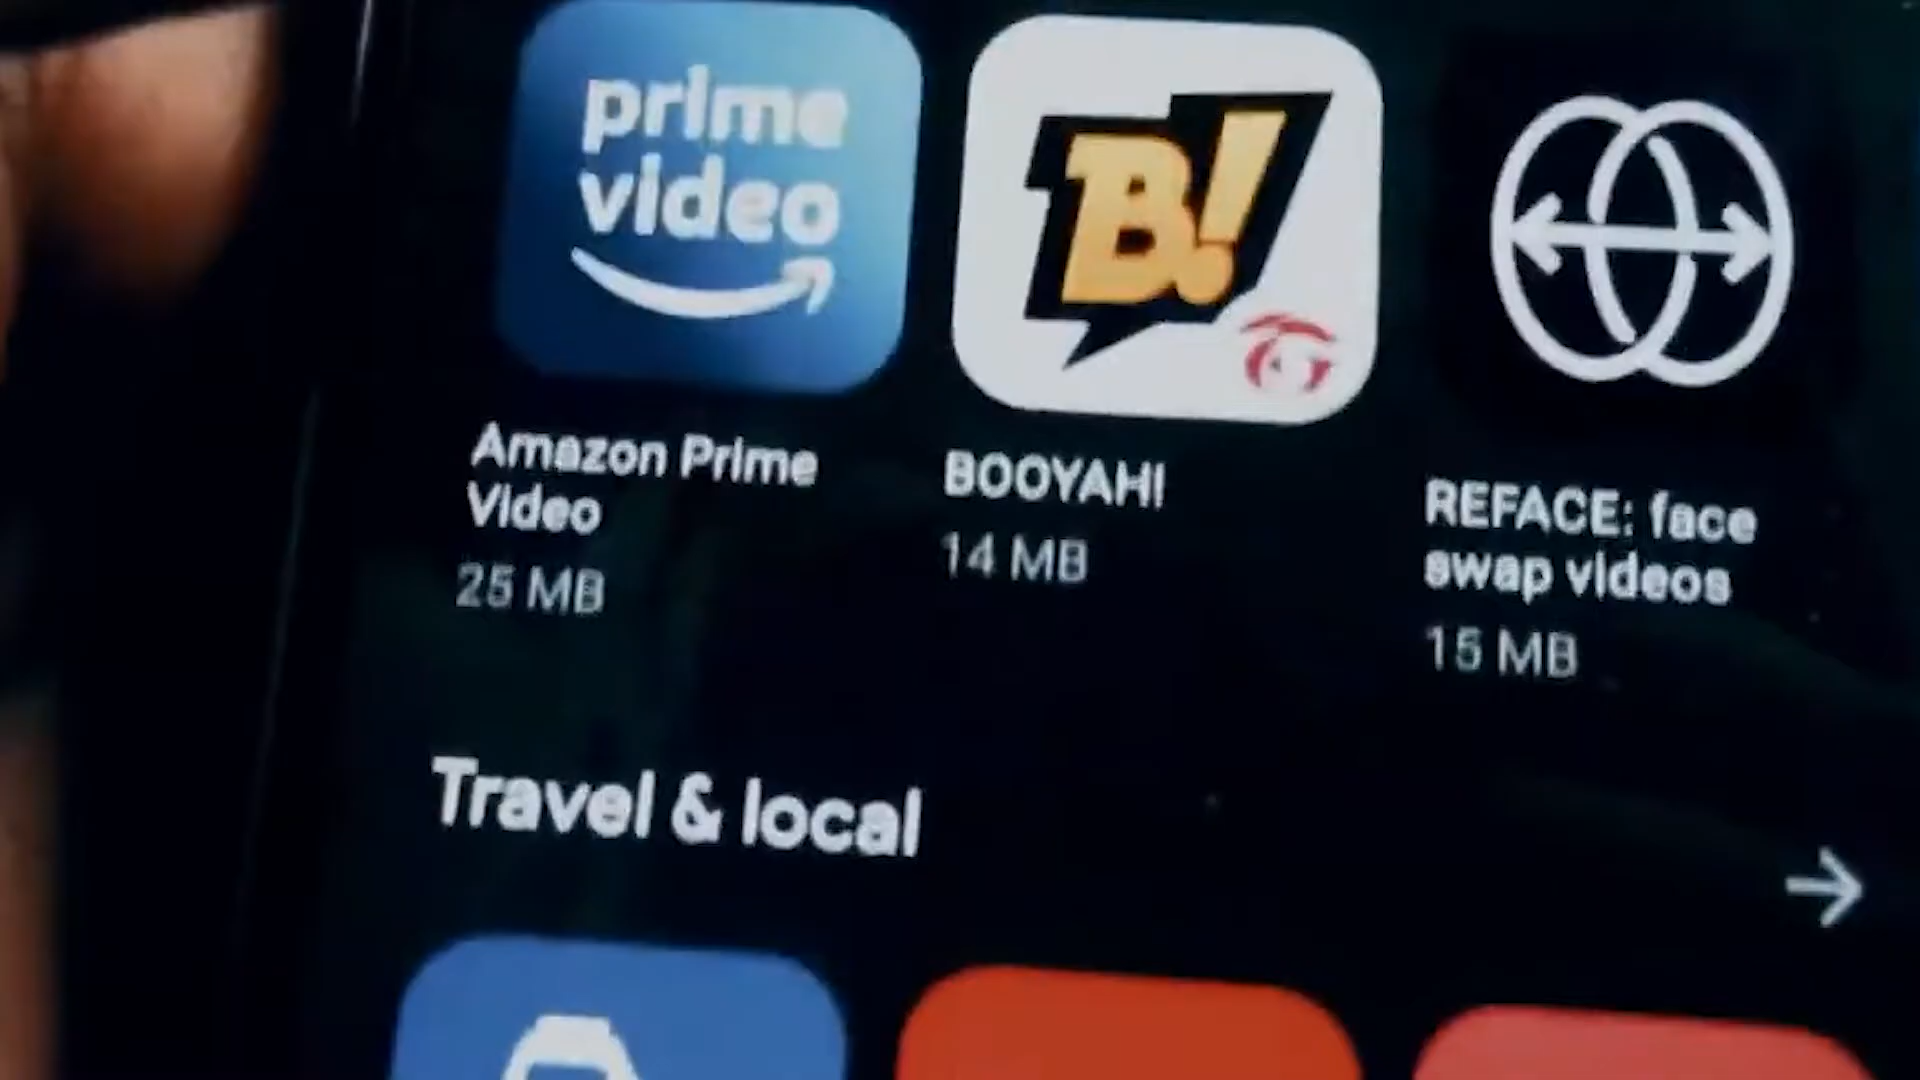 prime
video
B!
Amazon Prime
Video
25 MB
BOOYAH!
14 MB
REFACE: face
swap videos
15 MB
Travel & local